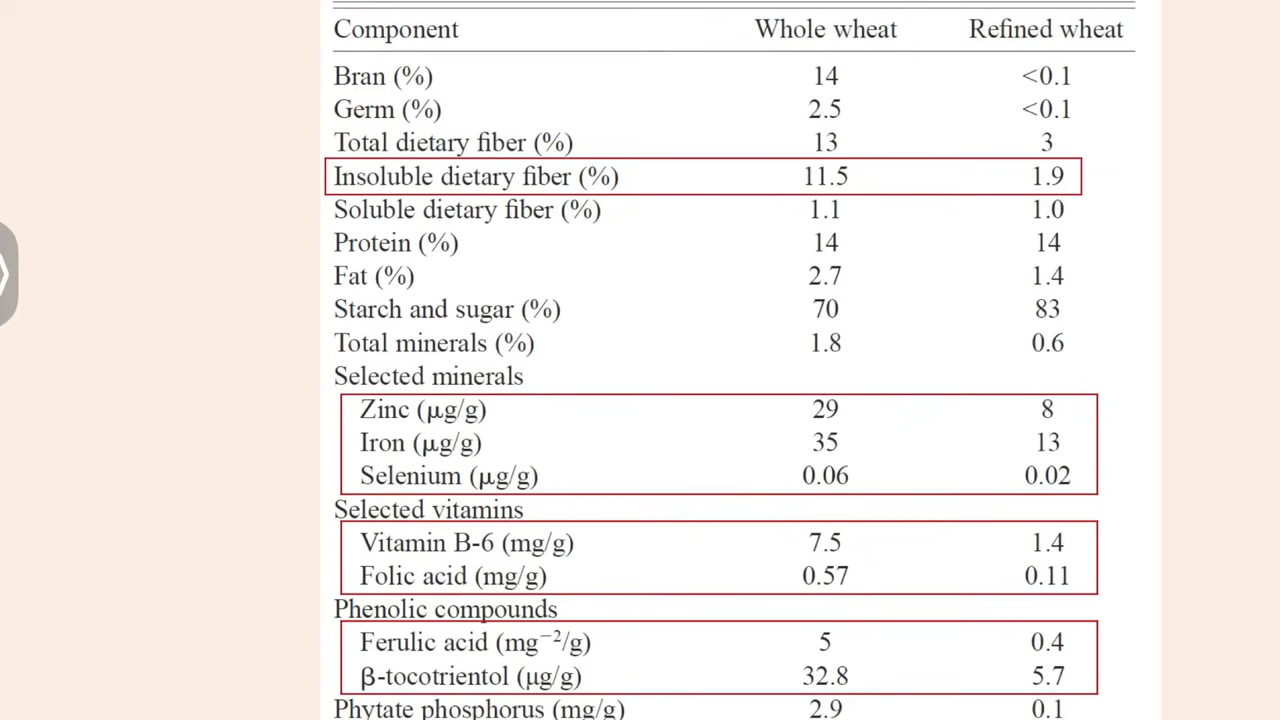 Component Whole wheat Refined wheat
Bran (%) 14 <0.1
Germ (%) 2.5 <0.1
Total dietary fiber (%) 13 3
Insoluble dietary fiber (%) 11.5 1.9
Soluble dietary fiber (%) 1.1 1.0
Protein (%) 14 14
Fat (%) 2.7 1.4
Starch and sugar (%) 70 83
Total minerals (%) 1.8 0.6
Selected minerals
Zinc (μg/g) 29 8
Iron (μg/g) 35 13
Selenium (μg/g) 0.06 0.02
Selected vitamins
Vitamin B-6 (mg/g) 7.5 1.4
Folic acid (mg/g) 0.57 0.11
Phenolic compounds
Ferulic acid (mg⁻²/g) 5 0.4
β-tocotrientol (μg/g) 32.8 5.7
Phytate phosphorus (mg/g) 2.9 0.1